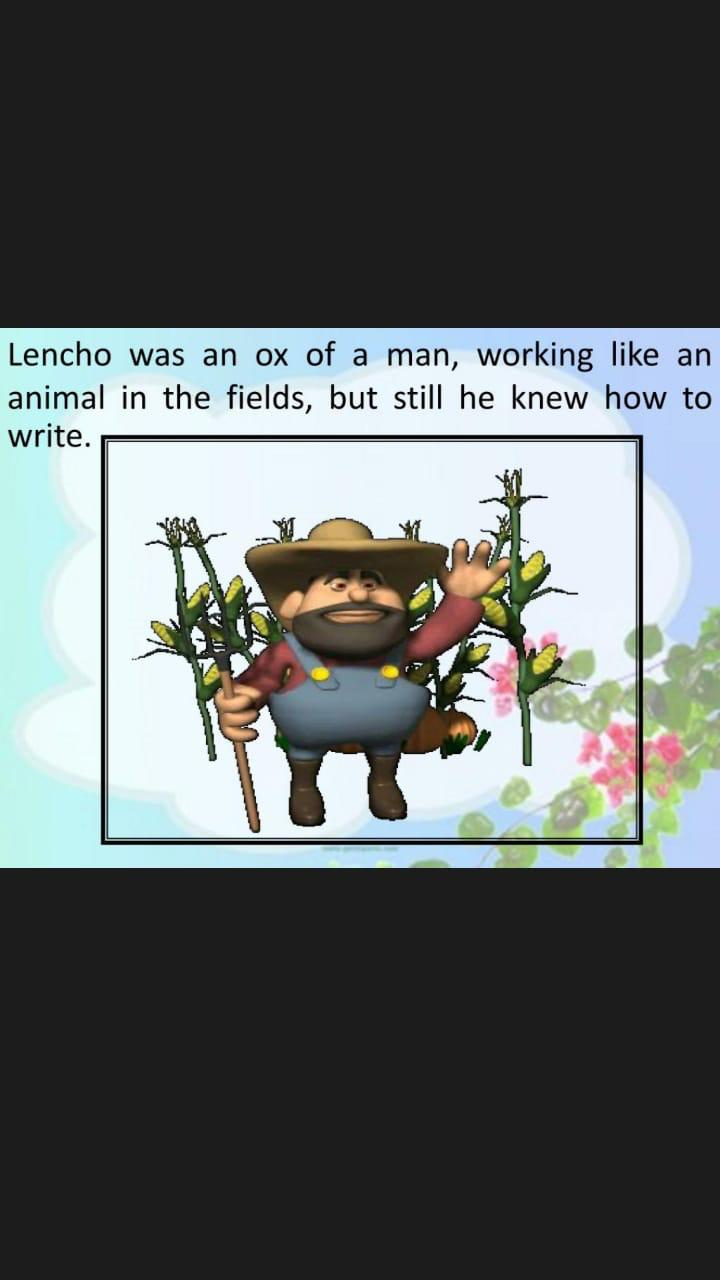 Lencho was an ox of a man, working like an
animal in the fields, but still he knew how to
write.